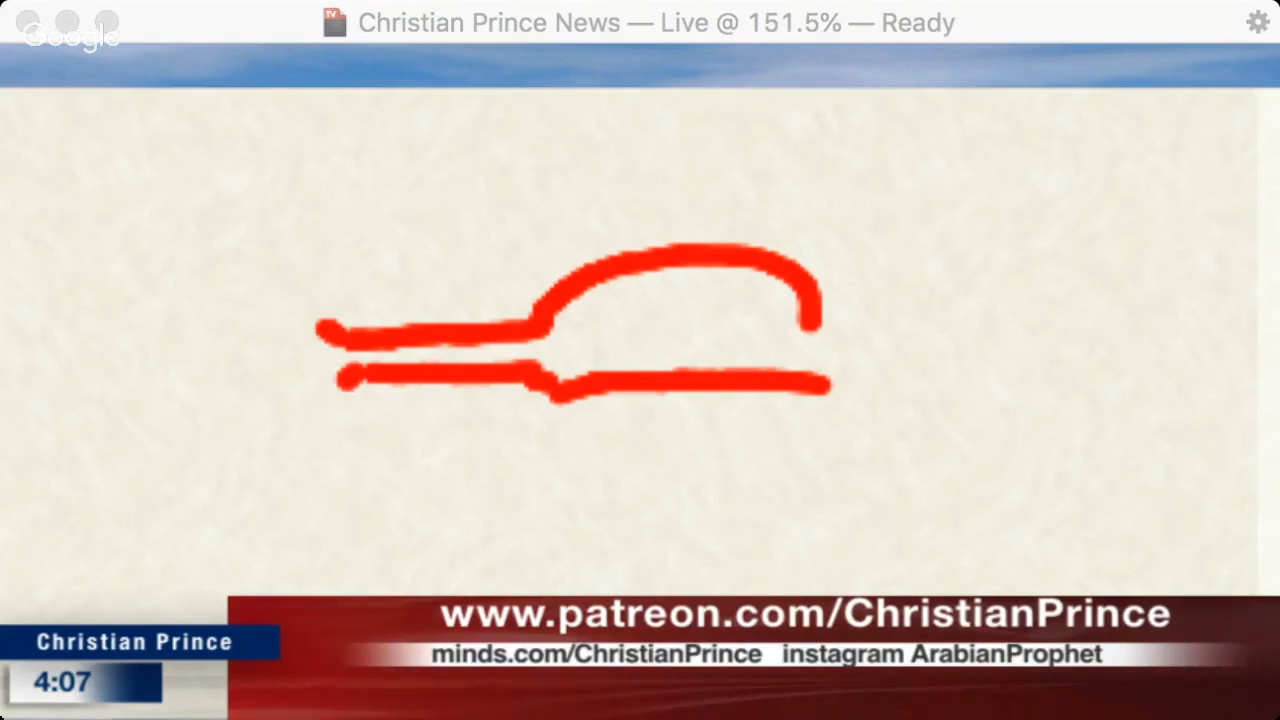 Christian Prince News — Live @ 151.5% — Ready
Google
www.patreon.com/ChristianPrince
Christian Prince
minds.com/ChristianPrince instagram ArabianProphet
4:07